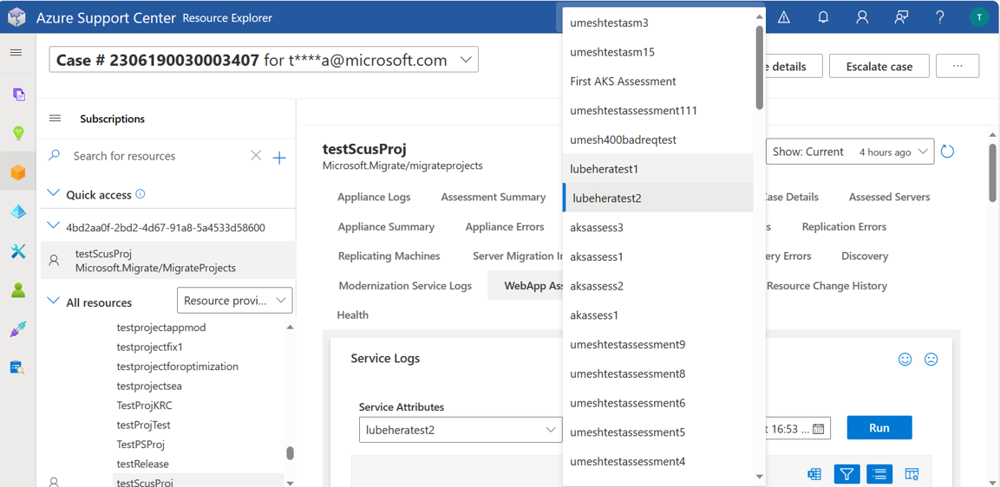 Azure Support Center Resource Explorer
T
Case # 2306190030003407 for t****a@microsoft.com
details
Escalate case
...
Subscriptions
Search for resources
Quick access
4bd2aa0f-2bd2-4d67-91a8-5a4533d58600
testScusProj
Microsoft.Migrate/MigrateProjects
All resources
Resource provi...
testprojectappmod
testprojectfix1
testprojectforoptimization
testprojectsea
TestProjKRC
testProjTest
TestPSProj
testRelease
testScusProj
testScusProj
Microsoft.Migrate/migrateprojects
Show: Current 4 hours ago
Appliance Logs
Assessment Summary
Case Details
Assessed Servers
Appliance Summary
Appliance Errors
Replication Errors
Replicating Machines
Server Migration
Errors
Discovery
Modernization Service Logs
WebApp
Resource Change History
Health
Service Logs
Service Attributes
lubeheratest2
16:53 ...
Run
umeshtestasm3
umeshtestasm15
First AKS Assessment
umeshtestassessment111
umesh400badreqtest
lubeheratest1
lubeheratest2
aksassess3
aksassess1
aksassess2
akassess1
umeshtestassessment9
umeshtestassessment8
umeshtestassessment6
umeshtestassessment5
umeshtestassessment4